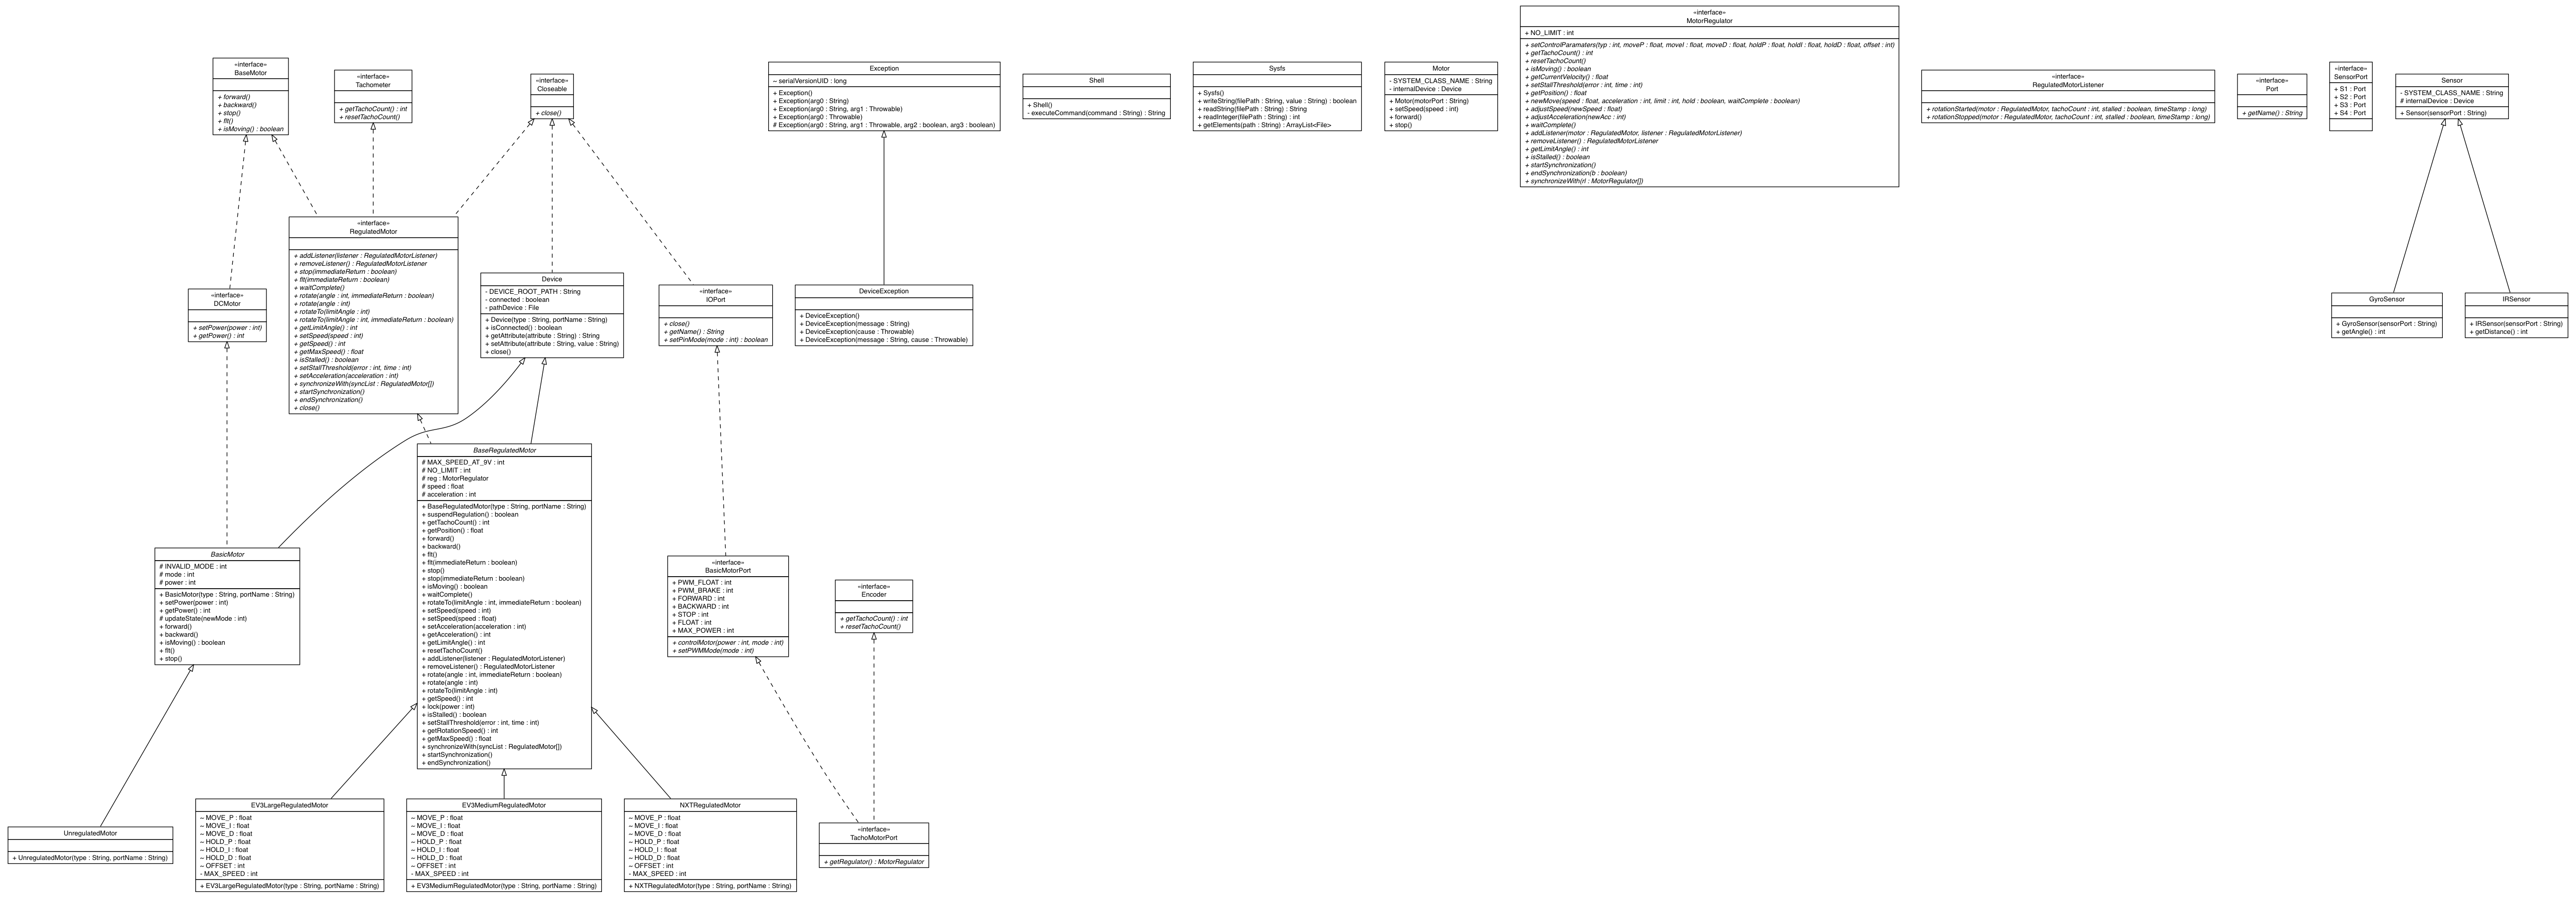 «interface»
BaseMotor
+ forward()
+ backward()
+ stop()
+ flt()
+ isMoving() : boolean
«interface»
Tachometer
+ getTachoCount() : int
+ resetTachoCount()
«interface»
Closeable
+ close()
Exception
~ serialVersionUID : long
+ Exception()
+ Exception(arg0 : String)
+ Exception(arg0 : String, arg1 : Throwable)
+ Exception(arg0 : Throwable)
# Exception(arg0 : String, arg1 : Throwable, arg2 : boolean, arg3 : boolean)
Shell
+ Shell()
- executeCommand(command : String) : String
Sysfs
+ Sysfs()
+ writeString(filePath : String, value : String) : boolean
+ readString(filePath : String) : String
+ readInteger(filePath : String) : int
+ getElements(path : String) : ArrayList<File>
Motor
- SYSTEM_CLASS_NAME : String
- internalDevice : Device
+ Motor(motorPort : String)
+ setSpeed(speed : int)
+ forward()
+ stop()
«interface»
MotorRegulator
+ NO_LIMIT : int
+ setControlParamaters(typ : int, moveP : float, moveI : float, moveD : float, holdP : float, holdI : float, holdD : float, offset : int)
+ getTachoCount() : int
+ resetTachoCount()
+ isMoving() : boolean
+ getCurrentVelocity() : float
+ setStallThreshold(error : int, time : int)
+ getPosition() : float
+ newMove(speed : float, acceleration : int, limit : int, hold : boolean, waitComplete : boolean)
+ adjustSpeed(newSpeed : float)
+ adjustAcceleration(newAcc : int)
+ waitComplete()
+ addListener(motor : RegulatedMotor, listener : RegulatedMotorListener)
+ removeListener() : RegulatedMotorListener
+ getLimitAngle() : int
+ isStalled() : boolean
+ startSynchronization()
+ endSynchronization(b : boolean)
+ synchronizeWith(rl : MotorRegulator[])
«interface»
RegulatedMotorListener
+ rotationStarted(motor : RegulatedMotor, tachoCount : int, stalled : boolean, timeStamp : long)
+ rotationStopped(motor : RegulatedMotor, tachoCount : int, stalled : boolean, timeStamp : long)
«interface»
Port
+ getName() : String
«interface»
SensorPort
+ S1 : Port
+ S2 : Port
+ S3 : Port
+ S4 : Port
Sensor
- SYSTEM_CLASS_NAME : String
# internalDevice : Device
+ Sensor(sensorPort : String)
«interface»
DCMotor
+ setPower(power : int)
+ getPower() : int
«interface»
RegulatedMotor
+ addListener(listener : RegulatedMotorListener)
+ removeListener() : RegulatedMotorListener
+ stop(immediateReturn : boolean)
+ flt(immediateReturn : boolean)
+ waitComplete()
+ rotate(angle : int, immediateReturn : boolean)
+ rotate(angle : int)
+ rotateTo(limitAngle : int)
+ rotateTo(limitAngle : int, immediateReturn : boolean)
+ getLimitAngle() : int
+ setSpeed(speed : int)
+ getSpeed() : int
+ getMaxSpeed() : float
+ isStalled() : boolean
+ setStallThreshold(error : int, time : int)
+ setAcceleration(acceleration : int)
+ synchronizeWith(syncList : RegulatedMotor[])
+ startSynchronization()
+ endSynchronization()
+ close()
Device
- DEVICE_ROOT_PATH : String
- connected : boolean
- pathDevice : File
+ Device(type : String, portName : String)
+ isConnected() : boolean
+ getAttribute(attribute : String) : String
+ setAttribute(attribute : String, value : String)
+ close()
«interface»
IOPort
+ close()
+ getName() : String
+ setPinMode(mode : int) : boolean
DeviceException
+ DeviceException()
+ DeviceException(message : String)
+ DeviceException(cause : Throwable)
+ DeviceException(message : String, cause : Throwable)
GyroSensor
+ GyroSensor(sensorPort : String)
+ getAngle() : int
IRSensor
+ IRSensor(sensorPort : String)
+ getDistance() : int
BasicMotor
# INVALID_MODE : int
# mode : int
# power : int
+ BasicMotor(type : String, portName : String)
+ setPower(power : int)
+ getPower() : int
# updateState(newMode : int)
+ forward()
+ backward()
+ isMoving() : boolean
+ flt()
+ stop()
BaseRegulatedMotor
# MAX_SPEED_AT_9V : int
# NO_LIMIT : int
# reg : MotorRegulator
# speed : float
# acceleration : int
+ BaseRegulatedMotor(type : String, portName : String)
+ suspendRegulation() : boolean
+ getTachoCount() : int
+ getPosition() : float
+ forward()
+ backward()
+ flt()
+ flt(immediateReturn : boolean)
+ stop()
+ stop(immediateReturn : boolean)
+ isMoving() : boolean
+ waitComplete()
+ rotateTo(limitAngle : int, immediateReturn : boolean)
+ setSpeed(speed : int)
+ setSpeed(speed : float)
+ setAcceleration(acceleration : int)
+ getAcceleration() : int
+ getLimitAngle() : int
+ resetTachoCount()
+ addListener(listener : RegulatedMotorListener)
+ removeListener() : RegulatedMotorListener
+ rotate(angle : int, immediateReturn : boolean)
+ rotate(angle : int)
+ rotateTo(limitAngle : int)
+ getSpeed() : int
+ lock(power : int)
+ isStalled() : boolean
+ setStallThreshold(error : int, time : int)
+ getRotationSpeed() : int
+ getMaxSpeed() : float
+ synchronizeWith(syncList : RegulatedMotor[])
+ startSynchronization()
+ endSynchronization()
«interface»
BasicMotorPort
+ PWM_FLOAT : int
+ PWM_BRAKE : int
+ FORWARD : int
+ BACKWARD : int
+ STOP : int
+ FLOAT : int
+ MAX_POWER : int
+ controlMotor(power : int, mode : int)
+ setPWMMode(mode : int)
«interface»
Encoder
+ getTachoCount() : int
+ resetTachoCount()
UnregulatedMotor
+ UnregulatedMotor(type : String, portName : String)
EV3LargeRegulatedMotor
~ MOVE_P : float
~ MOVE_I : float
~ MOVE_D : float
~ HOLD_P : float
~ HOLD_I : float
~ HOLD_D : float
~ OFFSET : int
- MAX_SPEED : int
+ EV3LargeRegulatedMotor(type : String, portName : String)
EV3MediumRegulatedMotor
~ MOVE_P : float
~ MOVE_I : float
~ MOVE_D : float
~ HOLD_P : float
~ HOLD_I : float
~ HOLD_D : float
~ OFFSET : int
- MAX_SPEED : int
+ EV3MediumRegulatedMotor(type : String, portName : String)
NXTRegulatedMotor
~ MOVE_P : float
~ MOVE_I : float
~ MOVE_D : float
~ HOLD_P : float
~ HOLD_I : float
~ HOLD_D : float
~ OFFSET : int
- MAX_SPEED : int
+ NXTRegulatedMotor(type : String, portName : String)
«interface»
TachoMotorPort
+ getRegulator() : MotorRegulator